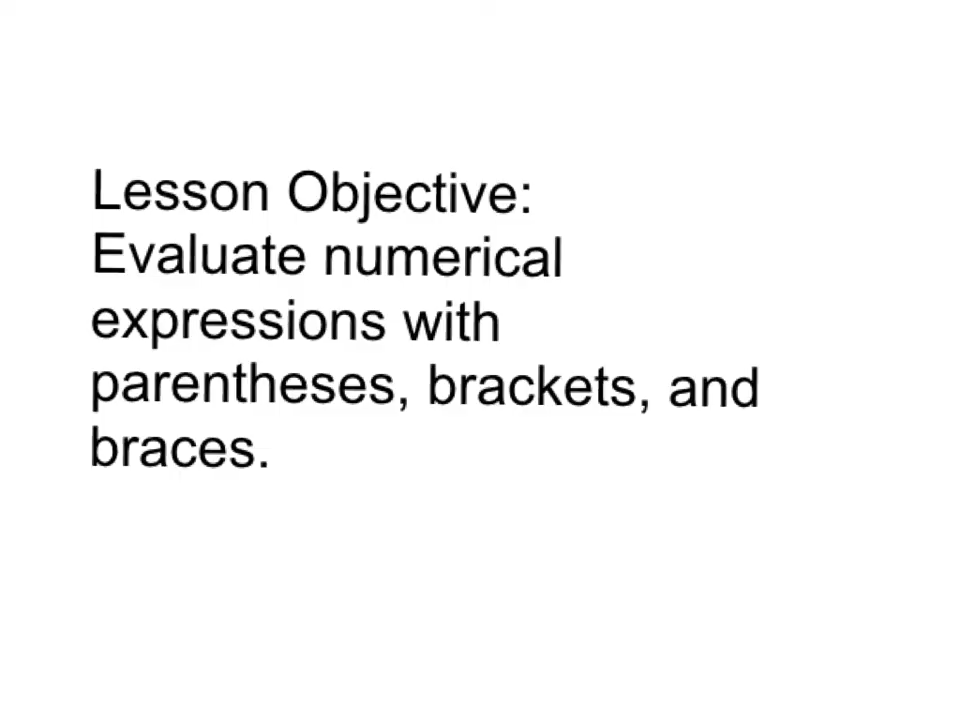 Lesson Objective:
Evaluate numerical
expressions with
parentheses, brackets, and
braces.